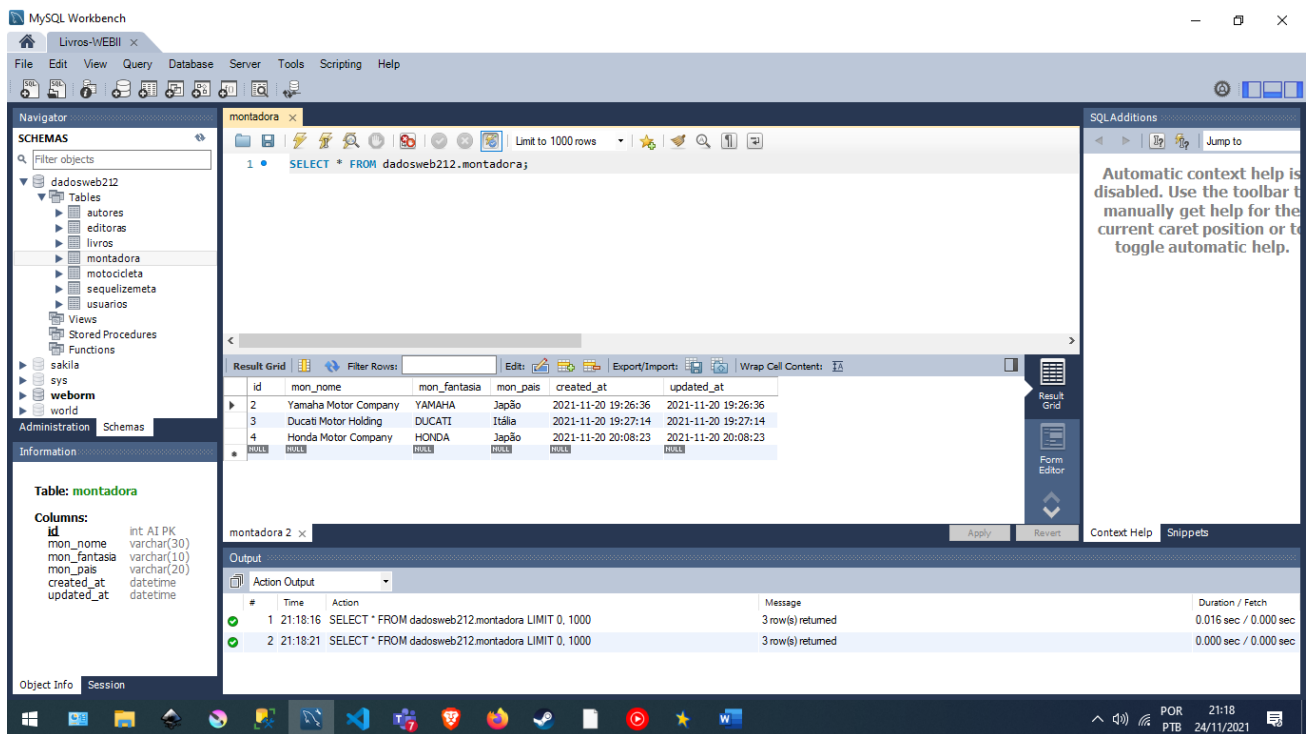 MySQL Workbench
Livros-WEBII
File Edit View Query Database Server Tools Scripting Help
Navigator
SCHEMAS
Filter objects
dadosweb212
Tables
autores
editoras
livros
montadora
motocicleta
sequelizemeta
usuarios
Views
Stored Procedures
Functions
sakila
sys
weborm
world
Administration Schemas
Information
Table: montadora
Columns:
id int AI PK
mon_nome varchar(30)
mon_fantasia varchar(10)
mon_pais varchar(20)
created_at datetime
updated_at datetime
Object Info Session
montadora
Limit to 1000 rows
1 SELECT * FROM dadosweb212.montadora;
Result Grid Filter Rows: Edit: Export/Import: Wrap Cell Content:
id mon_nome mon_fantasia mon_pais created_at updated_at
2 Yamaha Motor Company YAMAHA Japão 2021-11-20 19:26:36 2021-11-20 19:26:36
3 Ducati Motor Holding DUCATI Itália 2021-11-20 19:27:14 2021-11-20 19:27:14
4 Honda Motor Company HONDA Japão 2021-11-20 20:08:23 2021-11-20 20:08:23
NULL NULL NULL NULL NULL NULL
Result
Grid
Form
Editor
montadora 2 Apply Revert
Output
Action Output
# Time Action Message Duration / Fetch
1 21:18:16 SELECT * FROM dadosweb212.montadora LIMIT 0, 1000 3 row(s) returned 0.016 sec / 0.000 sec
2 21:18:21 SELECT * FROM dadosweb212.montadora LIMIT 0, 1000 3 row(s) returned 0.000 sec / 0.000 sec
SQLAdditions
Jump to
Automatic context help is
disabled. Use the toolbar t
manually get help for the
current caret position or to
toggle automatic help.
Context Help Snippets
POR
PTB
21:18
24/11/2021